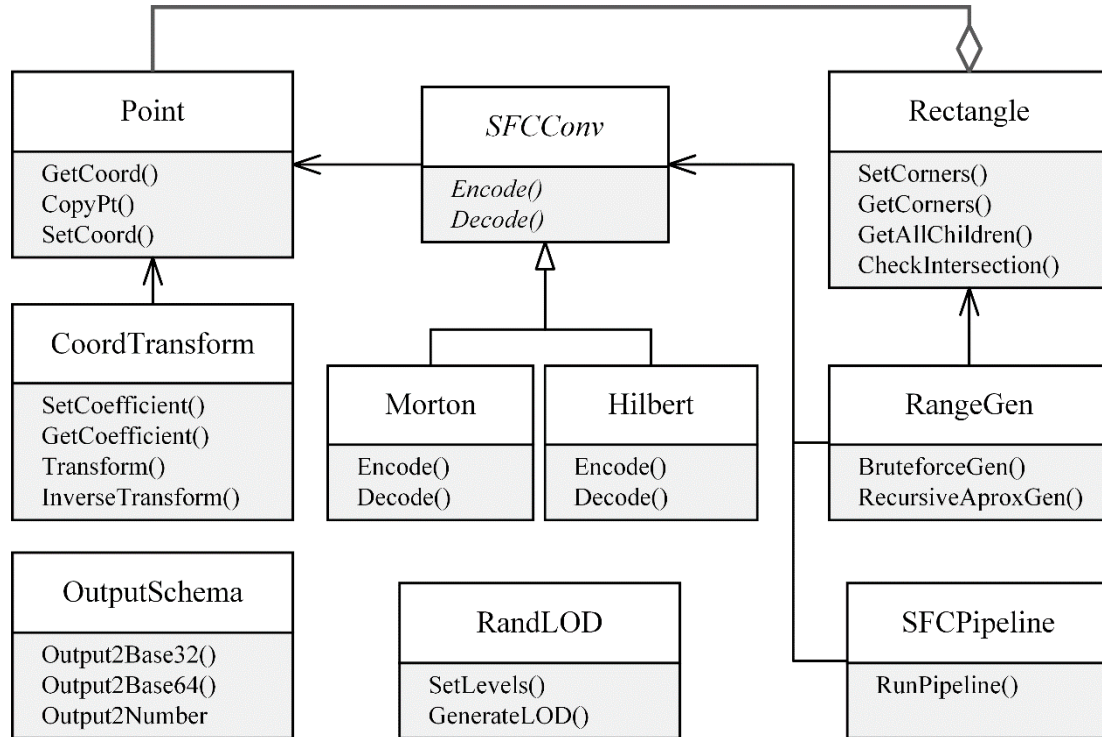 Point
GetCoord()
CopyPt()
SetCoord()
SFCConv
Encode()
Decode()
Rectangle
SetCorners()
GetCorners()
GetAllChildren()
CheckIntersection()
CoordTransform
SetCoefficient()
GetCoefficient()
Transform()
InverseTransform()
Morton
Encode()
Decode()
Hilbert
Encode()
Decode()
RangeGen
BruteforceGen()
RecursiveAproxGen()
OutputSchema
Output2Base32()
Output2Base64()
Output2Number
RandLOD
SetLevels()
GenerateLOD()
SFCPipeline
RunPipeline()